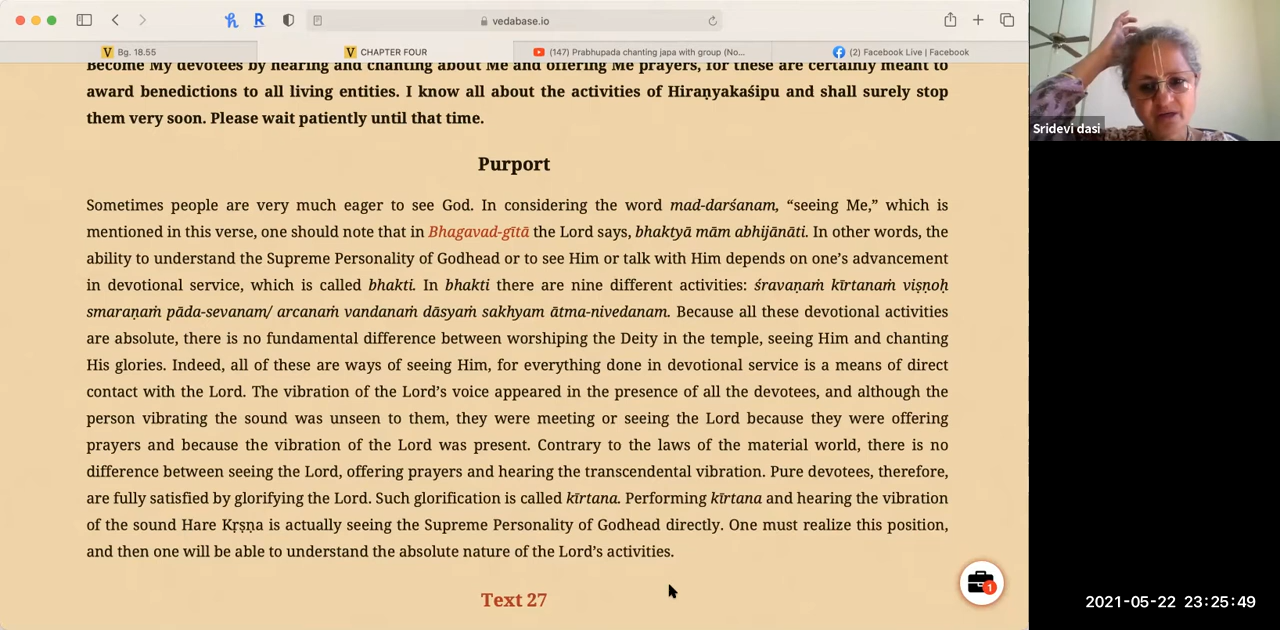 vedabase.io
Bg. 18.55
CHAPTER FOUR
(147) Prabhupada chanting japa with group (No...
(2) Facebook Live | Facebook
Become My devotees by hearing and chanting about Me and offering Me prayers, for these are certainly meant to
award benedictions to all living entities. I know all about the activities of Hiraṇyakaśipu and shall surely stop
them very soon. Please wait patiently until that time.
Purport
Sometimes people are very much eager to see God. In considering the word mad-darśanam, “seeing Me,” which is
mentioned in this verse, one should note that in Bhagavad-gītā the Lord says, bhaktyā mām abhijānāti. In other words, the
ability to understand the Supreme Personality of Godhead or to see Him or talk with Him depends on one’s advancement
in devotional service, which is called bhakti. In bhakti there are nine different activities: śravaṇaṁ kīrtanaṁ viṣṇoḥ
smaraṇaṁ pāda-sevanam/ arcanaṁ vandanaṁ dāsyaṁ sakhyam ātma-nivedanam. Because all these devotional activities
are absolute, there is no fundamental difference between worshiping the Deity in the temple, seeing Him and chanting
His glories. Indeed, all of these are ways of seeing Him, for everything done in devotional service is a means of direct
contact with the Lord. The vibration of the Lord’s voice appeared in the presence of all the devotees, and although the
person vibrating the sound was unseen to them, they were meeting or seeing the Lord because they were offering
prayers and because the vibration of the Lord was present. Contrary to the laws of the material world, there is no
difference between seeing the Lord, offering prayers and hearing the transcendental vibration. Pure devotees, therefore,
are fully satisfied by glorifying the Lord. Such glorification is called kīrtana. Performing kīrtana and hearing the vibration
of the sound Hare Kṛṣṇa is actually seeing the Supreme Personality of Godhead directly. One must realize this position,
and then one will be able to understand the absolute nature of the Lord’s activities.
Text 27
1
Sridevi dasi
2021-05-22 23:25:49